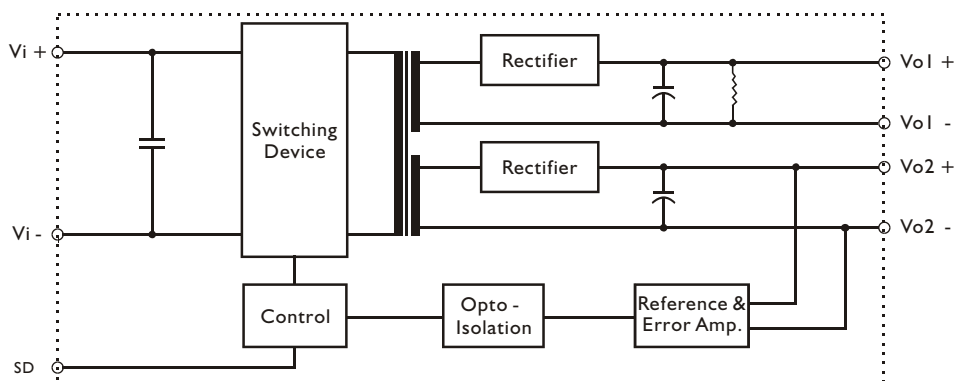 Vi +
Switching
Device
Rectifier
Vo1 +
Vo1 -
Rectifier
Vo2 +
Vi -
Vo2 -
Control
Opto -
Isolation
Reference &
Error Amp.
SD